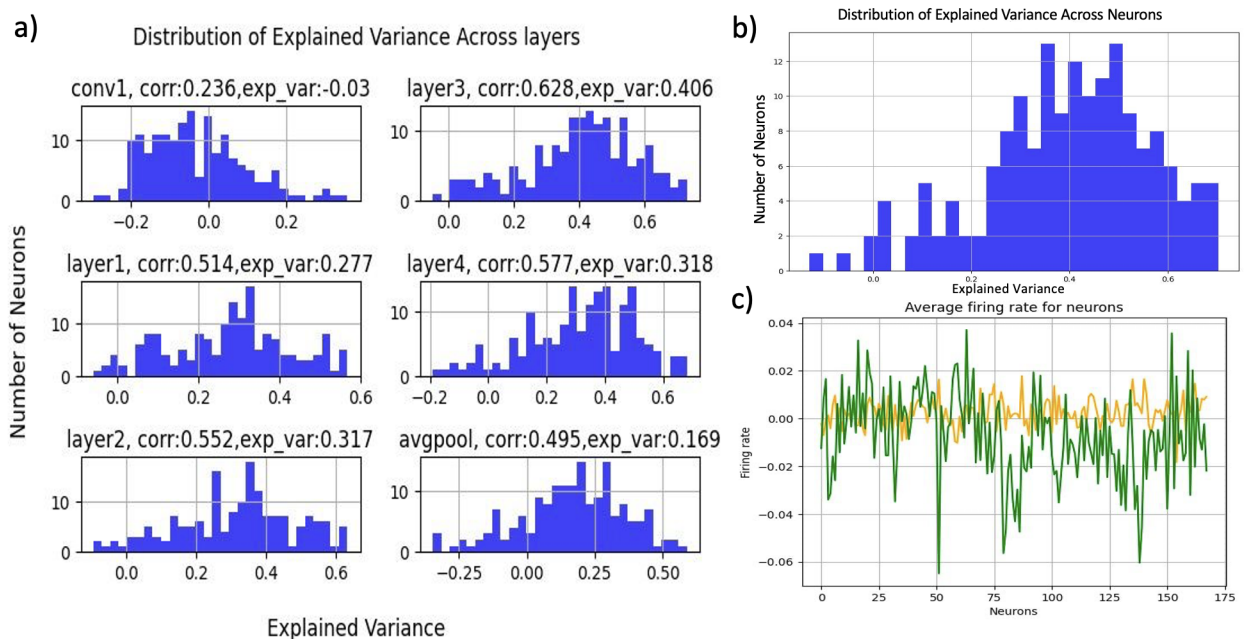 a)
Distribution of Explained Variance Across layers
Number of Neurons
conv1, corr:0.236,exp_var:-0.03
10
0
−0.2 0.0 0.2
layer3, corr:0.628,exp_var:0.406
10
0
0.0 0.2 0.4 0.6
layer1, corr:0.514,exp_var:0.277
10
0
0.0 0.2 0.4 0.6
layer4, corr:0.577,exp_var:0.318
10
0
−0.2 0.0 0.2 0.4 0.6
layer2, corr:0.552,exp_var:0.317
10
0
0.0 0.2 0.4 0.6
avgpool, corr:0.495,exp_var:0.169
10
0
−0.25 0.00 0.25 0.50
Explained Variance
b)
Distribution of Explained Variance Across Neurons
Number of Neurons
12
10
8
6
4
2
0
0.0 0.2 0.4 0.6
Explained Variance
c)
Average firing rate for neurons
Firing rate
0.04
0.02
0.00
−0.02
−0.04
−0.06
0 25 50 75 100 125 150 175
Neurons